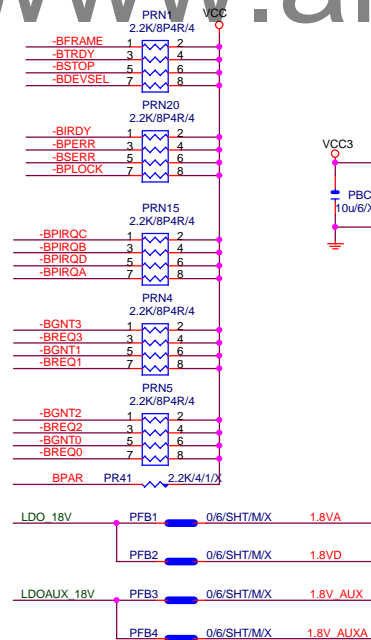 www.al
PRN1 VCC
2.2K/8P4R/4
-BFRAME 1 2
-BTRDY 3 4
-BSTOP 5 6
-BDEVSEL 7 8
PRN20
2.2K/8P4R/4
-BIRDY 1 2
-BPERR 3 4
-BSERR 5 6
-BPLOCK 7 8
VCC3
PBC
10u/6/X
PRN15
2.2K/8P4R/4
-BPIRQC 1 2
-BPIRQB 3 4
-BPIRQD 5 6
-BPIRQA 7 8
PRN4
2.2K/8P4R/4
-BGNT3 1 2
-BREQ3 3 4
-BGNT1 5 6
-BREQ1 7 8
PRN5
2.2K/8P4R/4
-BGNT2 1 2
-BREQ2 3 4
-BGNT0 5 6
-BREQ0 7 8
BPAR PR41 2.2K/4/1/X
LDO_18V PFB1 0/6/SHT/M/X 1.8VA
PFB2 0/6/SHT/M/X 1.8VD
LDOAUX_18V PFB3 0/6/SHT/M/X 1.8V_AUX
PFB4 0/6/SHT/M/X 1.8V_AUXA